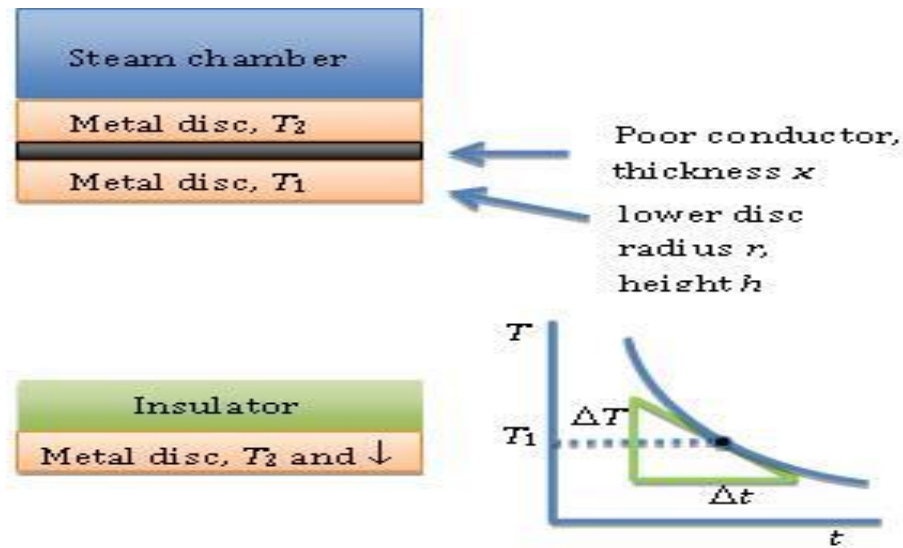 Steam chamber
Metal disc, T₂
Metal disc, T₁
Poor conductor,
thickness x
lower disc
radius r,
height h
Insulator
Metal disc, T₂ and ↓
T
ΔT
T₁
Δt
t